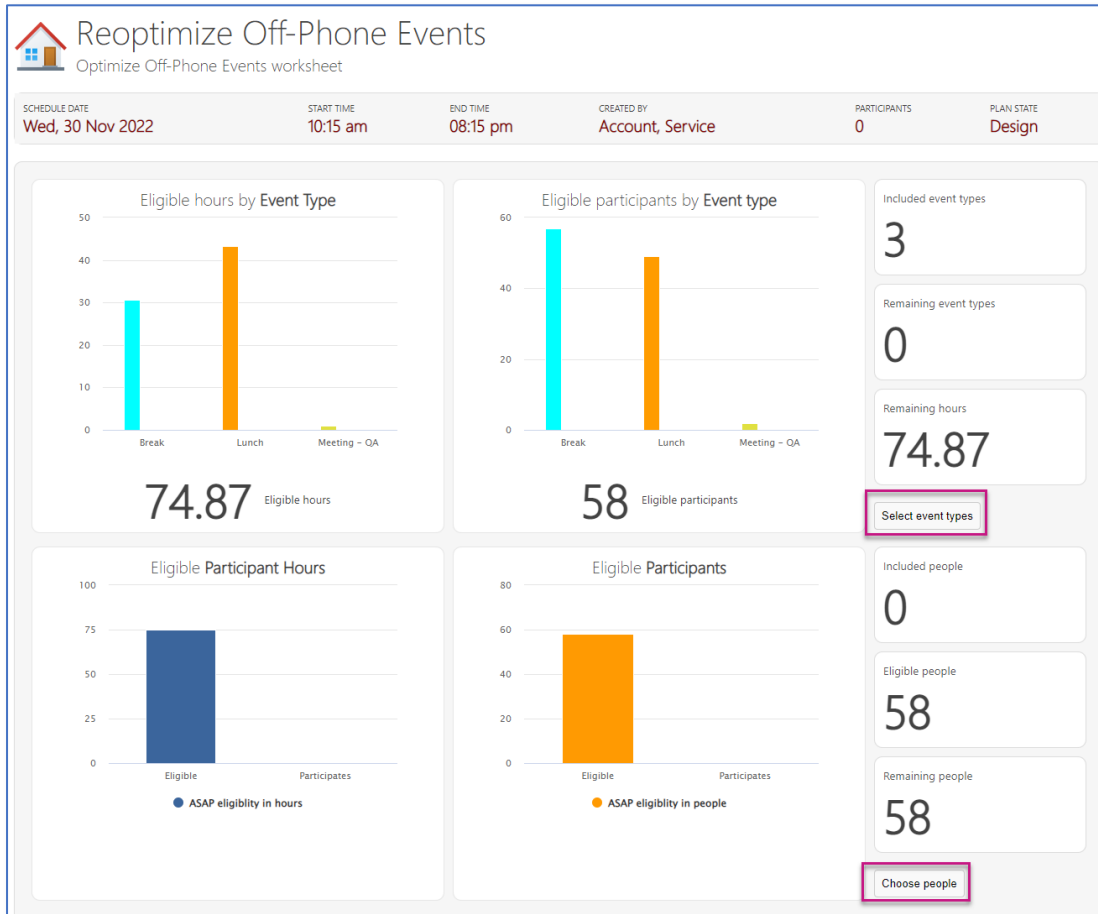 Reoptimize Off-Phone Events
Optimize Off-Phone Events worksheet
SCHEDULE DATE START TIME END TIME CREATED BY PARTICIPANTS PLAN STATE
Wed, 30 Nov 2022 10:15 am 08:15 pm Account, Service 0 Design
Eligible hours by Event Type
50
40
30
20
10
0
Break Lunch Meeting - QA
74.87 Eligible hours
Eligible participants by Event type
60
40
20
0
Break Lunch Meeting - QA
58 Eligible participants
Included event types
3
Remaining event types
0
Remaining hours
74.87
Select event types
Eligible Participant Hours
100
75
50
25
0
Eligible Participates
ASAP eligiblity in hours
Eligible Participants
80
60
40
20
0
Eligible Participates
ASAP eligiblity in people
Included people
0
Eligible people
58
Remaining people
58
Choose people